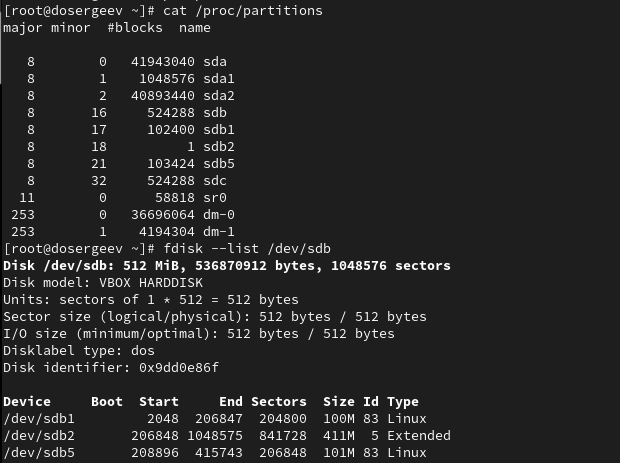 [root@dosergeev ~]# cat /proc/partitions
major minor  #blocks  name

   8        0   41943040 sda
   8        1    1048576 sda1
   8        2   40893440 sda2
   8       16     524288 sdb
   8       17     102400 sdb1
   8       18          1 sdb2
   8       21     103424 sdb5
   8       32     524288 sdc
  11        0      58818 sr0
 253        0   36696064 dm-0
 253        1    4194304 dm-1
[root@dosergeev ~]# fdisk --list /dev/sdb
Disk /dev/sdb: 512 MiB, 536870912 bytes, 1048576 sectors
Disk model: VBOX HARDDISK
Units: sectors of 1 * 512 = 512 bytes
Sector size (logical/physical): 512 bytes / 512 bytes
I/O size (minimum/optimal): 512 bytes / 512 bytes
Disklabel type: dos
Disk identifier: 0x9dd0e86f

Device     Boot  Start     End Sectors  Size Id Type
/dev/sdb1         2048  206847  204800  100M 83 Linux
/dev/sdb2       206848 1048575  841728  411M  5 Extended
/dev/sdb5       208896  415743  206848  101M 83 Linux